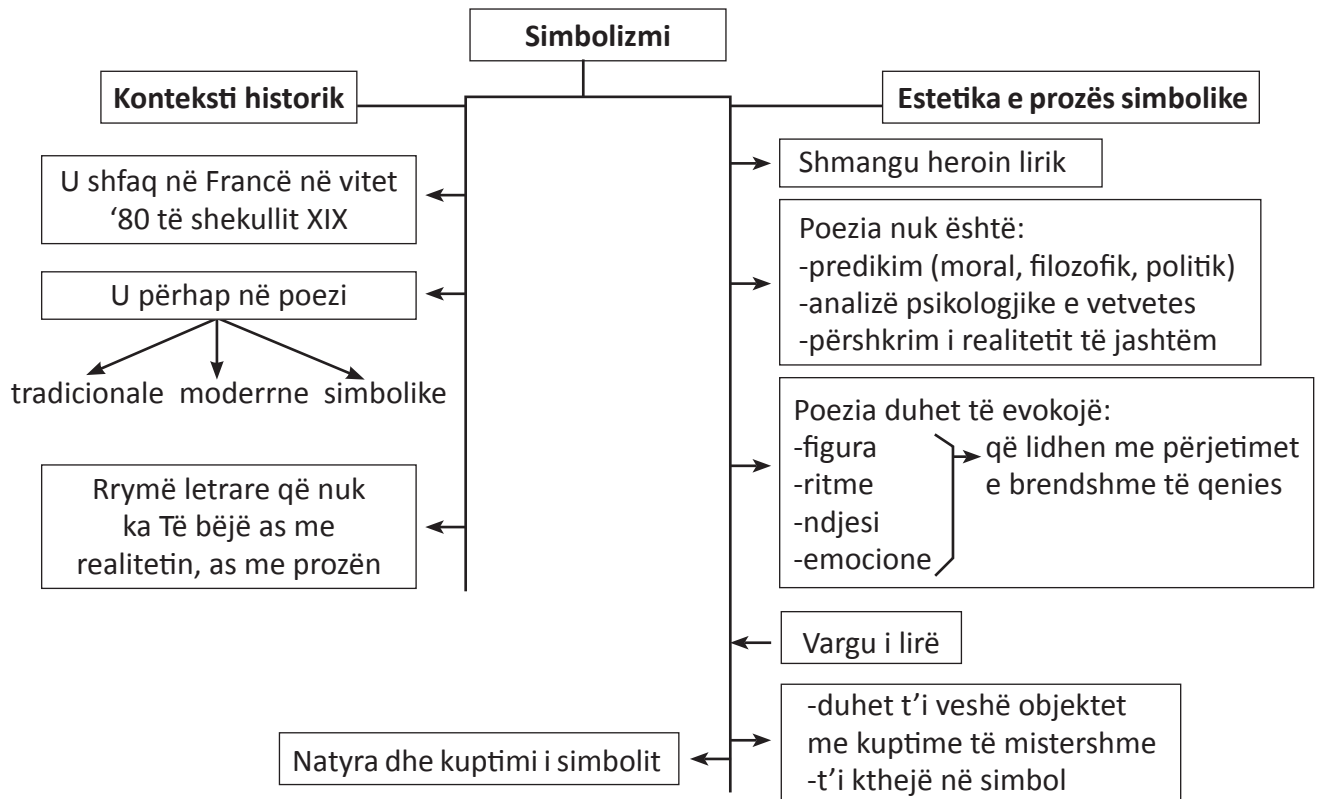 Simbolizmi
Konteksti historik
U shfaq në Francë në vitet
‘80 të shekullit XIX
U përhap në poezi
tradicionale moderrne simbolike
Rrymë letrare që nuk
ka Të bëjë as me
realitetin, as me prozën
Estetika e prozës simbolike
Shmangu heroin lirik
Poezia nuk është:
-predikim (moral, filozofik, politik)
-analizë psikologjike e vetvetes
-përshkrim i realitetit të jashtëm
Poezia duhet të evokojë:
-figura
-ritme
-ndjesi
-emocione
që lidhen me përjetimet
e brendshme të qenies
Vargu i lirë
-duhet t’i veshë objektet
me kuptime të mistershme
-t’i kthejë në simbol
Natyra dhe kuptimi i simbolit